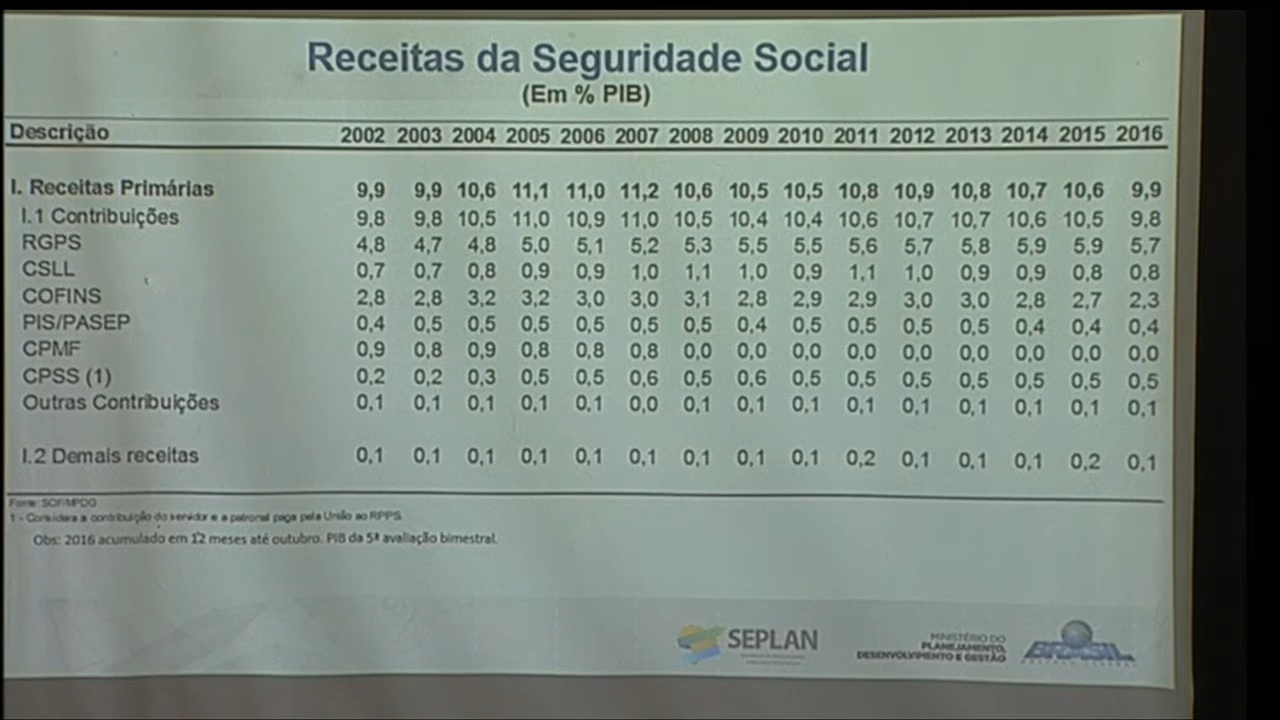 Receitas da Seguridade Social
(Em % PIB)
Descrição 2002 2003 2004 2005 2006 2007 2008 2009 2010 2011 2012 2013 2014 2015 2016
I. Receitas Primárias 9,9 9,9 10,6 11,1 11,0 11,2 10,6 10,5 10,5 10,8 10,9 10,8 10,7 10,6 9,9
I.1 Contribuições 9,8 9,8 10,5 11,0 10,9 11,0 10,5 10,4 10,4 10,6 10,7 10,7 10,6 10,5 9,8
RGPS 4,8 4,7 4,8 5,0 5,1 5,2 5,3 5,5 5,5 5,6 5,7 5,8 5,9 5,9 5,7
CSLL 0,7 0,7 0,8 0,9 0,9 1,0 1,1 1,0 0,9 1,1 1,0 0,9 0,9 0,8 0,8
COFINS 2,8 2,8 3,2 3,2 3,0 3,0 3,1 2,8 2,9 2,9 3,0 3,0 2,8 2,7 2,3
PIS/PASEP 0,4 0,5 0,5 0,5 0,5 0,5 0,5 0,4 0,5 0,5 0,5 0,5 0,4 0,4 0,4
CPMF 0,9 0,8 0,9 0,8 0,8 0,8 0,0 0,0 0,0 0,0 0,0 0,0 0,0 0,0 0,0
CPSS (1) 0,2 0,2 0,3 0,5 0,5 0,6 0,5 0,6 0,5 0,5 0,5 0,5 0,5 0,5 0,5
Outras Contribuições 0,1 0,1 0,1 0,1 0,1 0,0 0,1 0,1 0,1 0,1 0,1 0,1 0,1 0,1 0,1
I.2 Demais receitas 0,1 0,1 0,1 0,1 0,1 0,1 0,1 0,1 0,1 0,2 0,1 0,1 0,1 0,2 0,1
Fonte: SOF/MPDG
1 - Considera a contribuição do servidor e a patronal paga pela União ao RPPS.
Obs: 2016 acumulado em 12 meses até outubro. PIB da 5ª avaliação bimestral.
SEPLAN
MINISTÉRIO DO
PLANEJAMENTO,
DESENVOLVIMENTO E GESTÃO
BRASIL